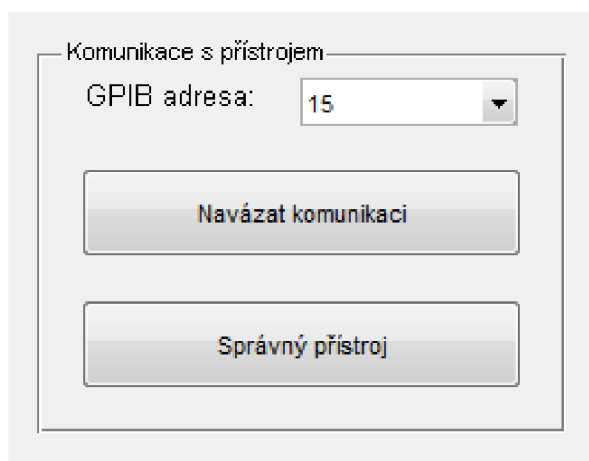 Komunikace s přístrojem
GPIB adresa: 15
Navázat komunikaci
Správný přístroj